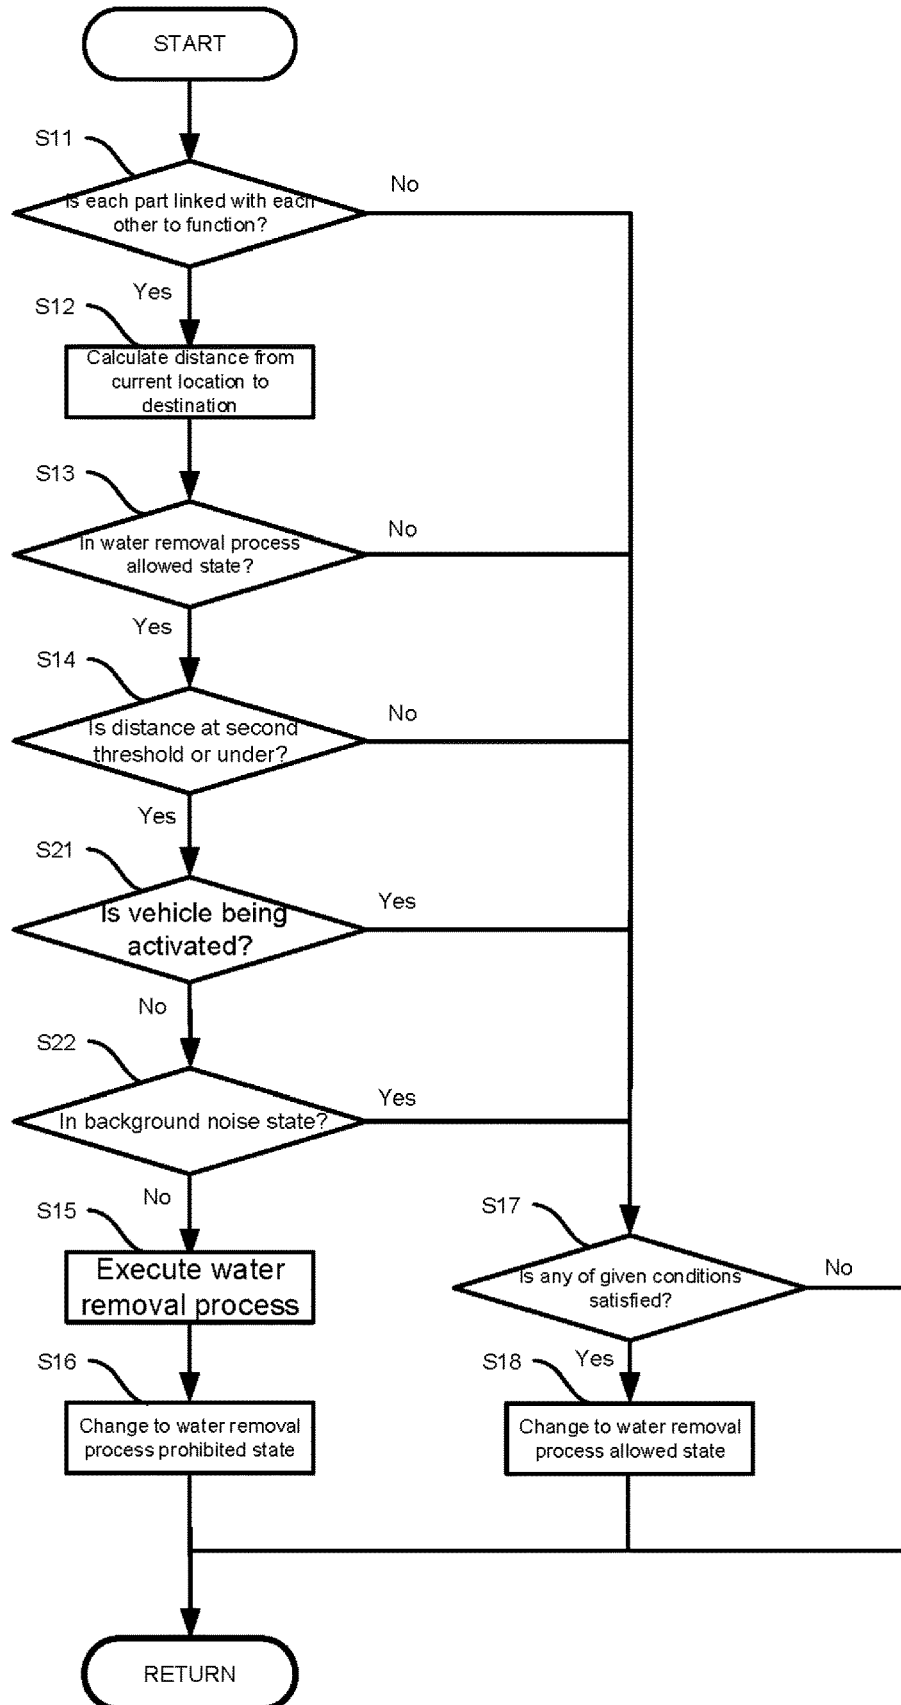 START
S11
Is each part linked with each
other to function?
No
Yes
S12
Calculate distance from
current location to
destination
S13
In water removal process
allowed state?
No
Yes
S14
Is distance at second
threshold or under?
No
Yes
S21
Is vehicle being
activated?
Yes
No
S22
In background noise state?
Yes
No
S15
Execute water
removal process
S16
Change to water removal
process prohibited state
S17
Is any of given conditions
satisfied?
No
Yes
S18
Change to water removal
process allowed state
RETURN